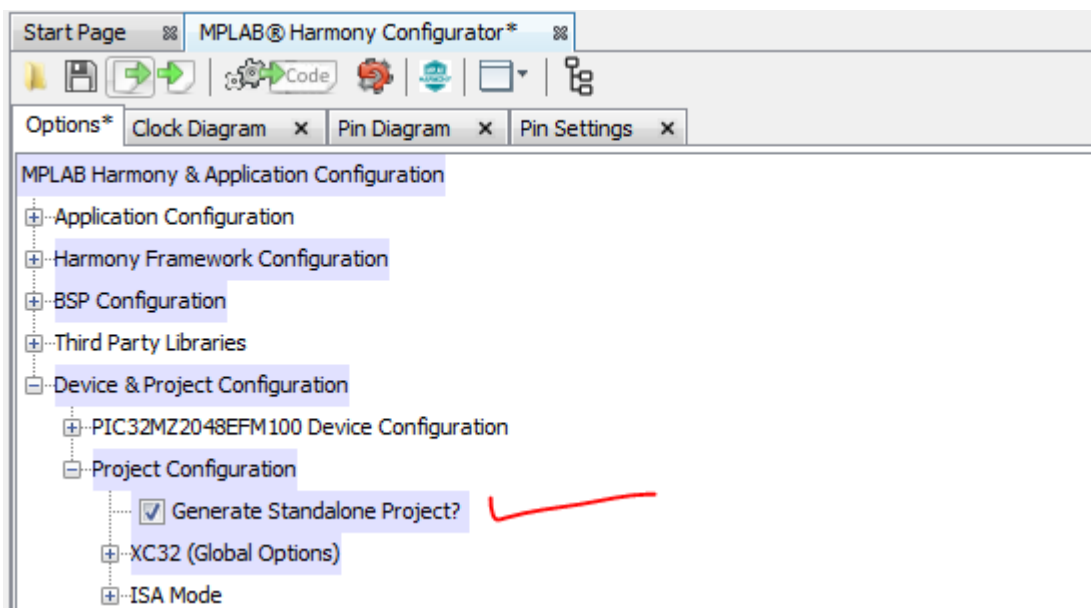 Start Page MPLAB® Harmony Configurator*
Code HARMONY
Options* Clock Diagram Pin Diagram Pin Settings
MPLAB Harmony & Application Configuration
Application Configuration
Harmony Framework Configuration
BSP Configuration
Third Party Libraries
Device & Project Configuration
PIC32MZ2048EFM100 Device Configuration
Project Configuration
Generate Standalone Project?
XC32 (Global Options)
ISA Mode